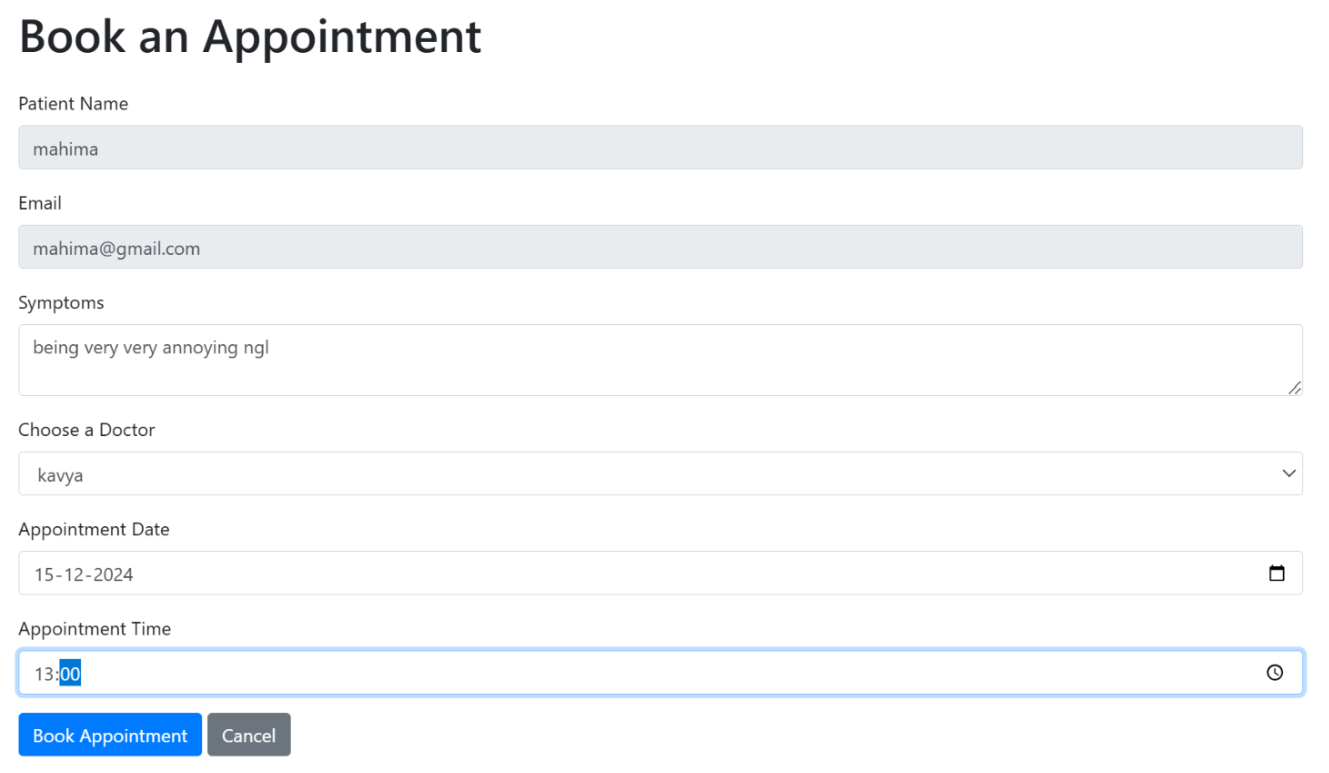 Book an Appointment
Patient Name
mahima
Email
mahima@gmail.com
Symptoms
being very very annoying ngl
Choose a Doctor
kavya
Appointment Date
15-12-2024
Appointment Time
13:00
Book Appointment Cancel